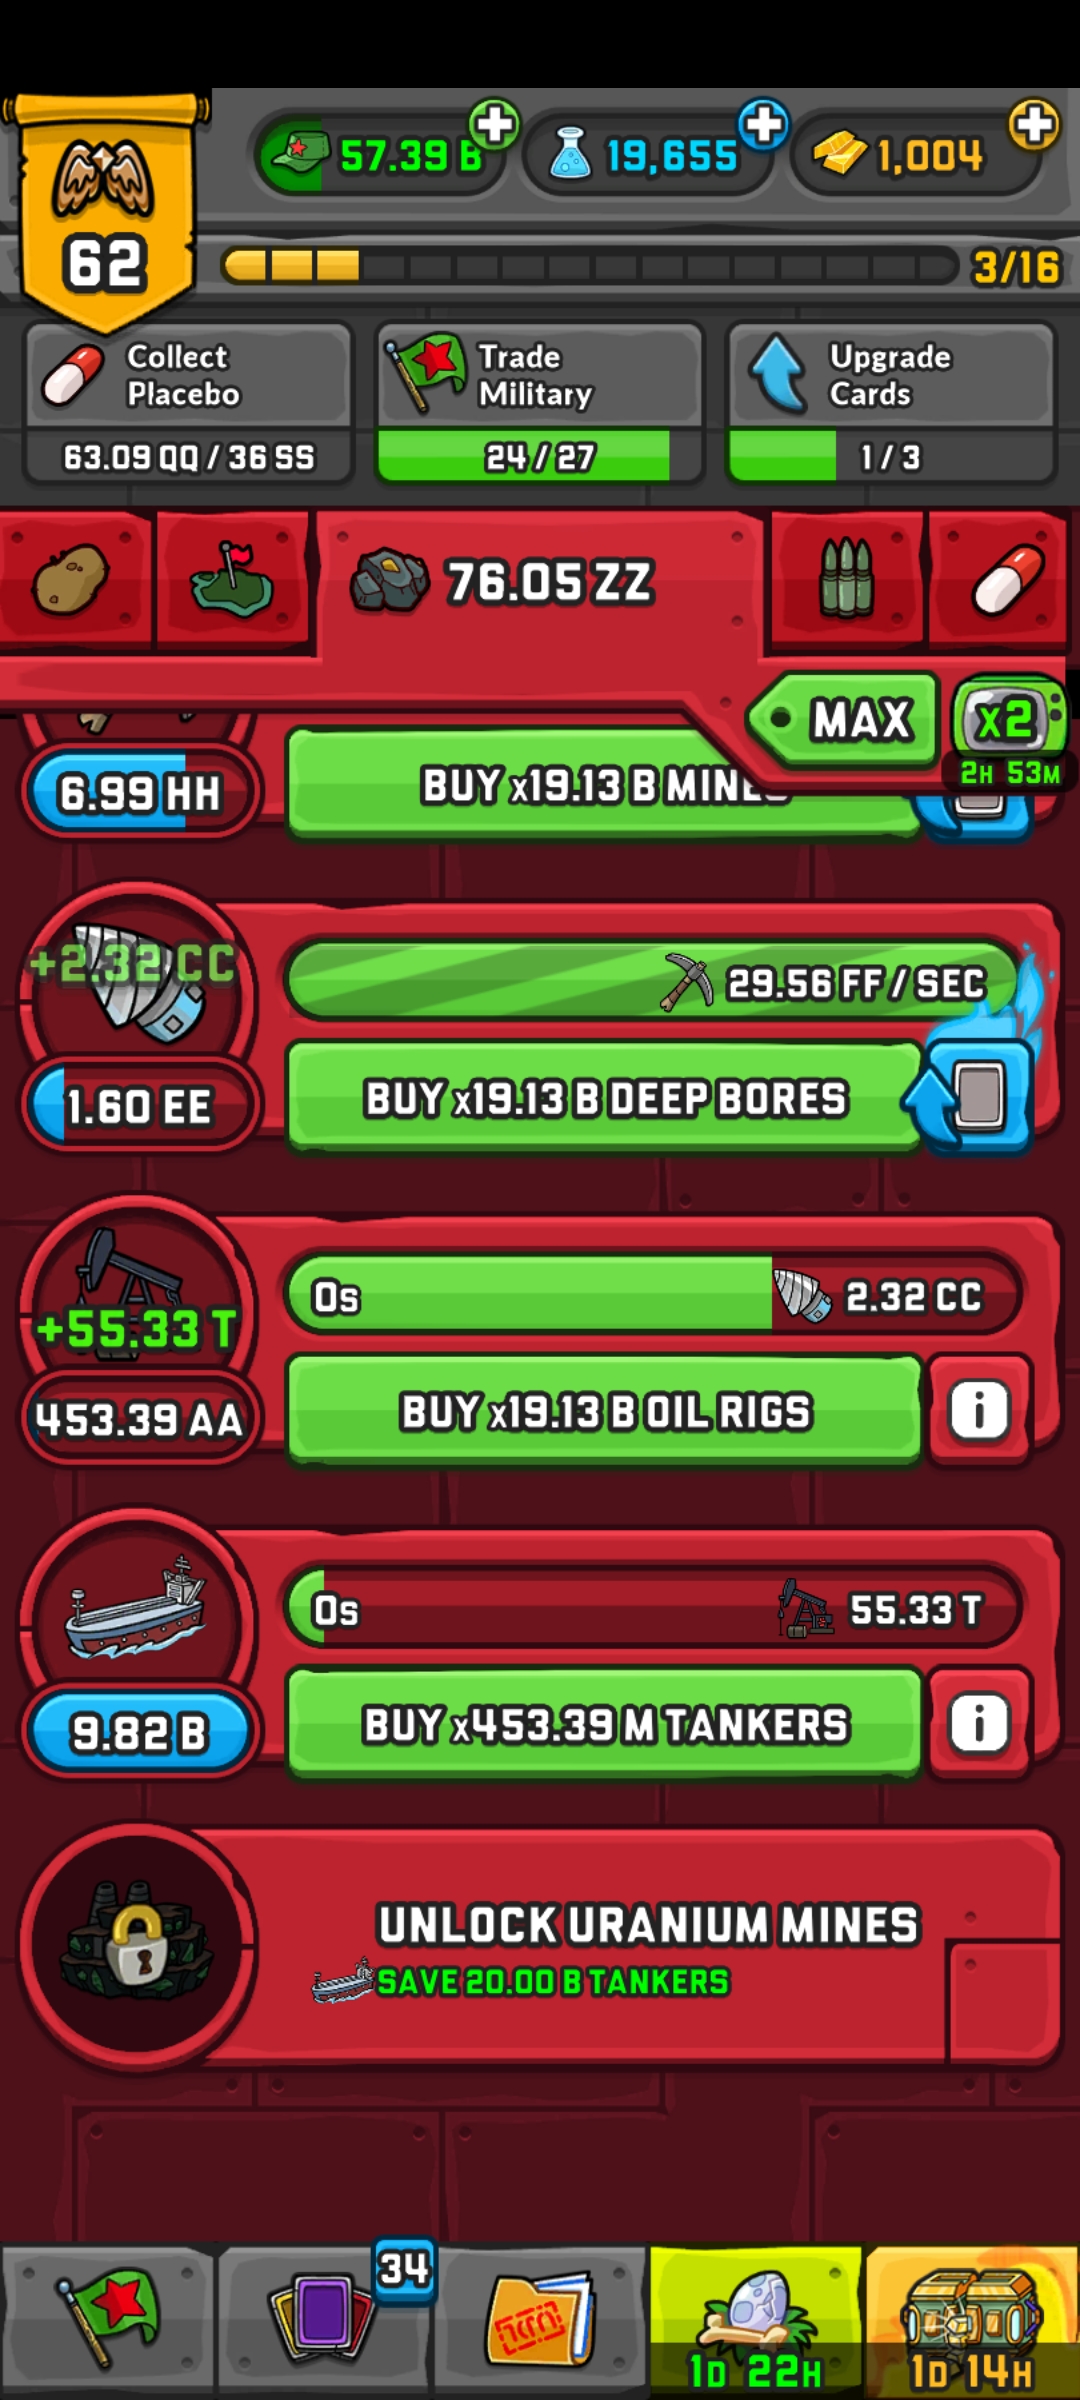 57.39 B
19,655
1,004
62
3/16
Collect
Placebo
63.09 QQ / 36 SS
Trade
Military
24 / 27
Upgrade
Cards
1 / 3
76.05 ZZ
MAX
x2
2H 53M
6.99 HH
BUY x19.13 B MINES
+2.32 CC
29.56 FF / SEC
1.60 EE
BUY x19.13 B DEEP BORES
+55.33 T
0s
2.32 CC
453.39 AA
BUY x19.13 B OIL RIGS
i
0s
55.33 T
9.82 B
BUY x453.39 M TANKERS
i
UNLOCK URANIUM MINES
SAVE 20.00 B TANKERS
34
1D 22H
1D 14H